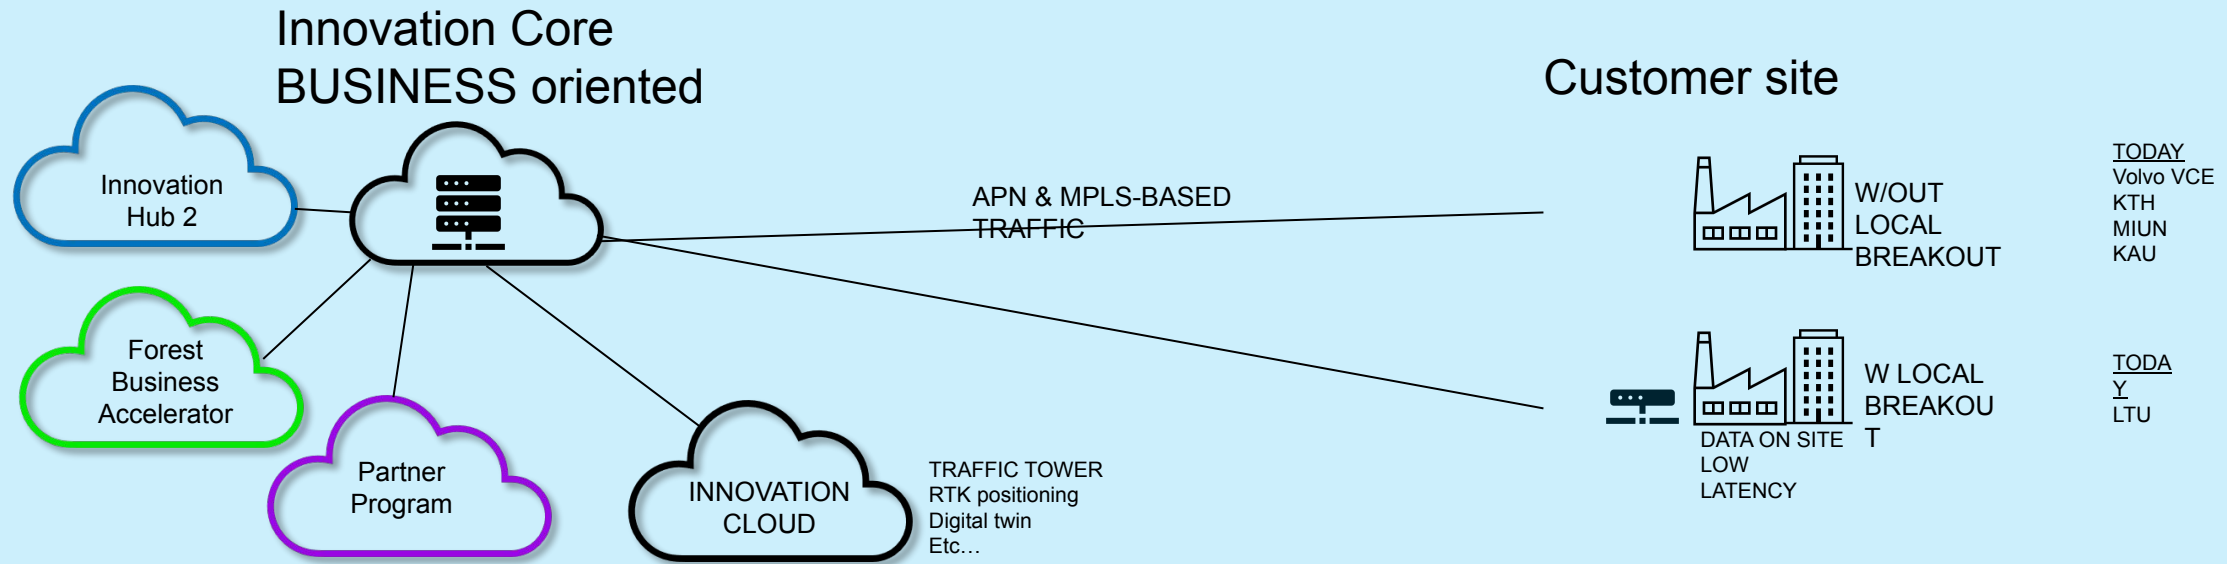 Innovation Core
BUSINESS oriented
Customer site
Innovation
Hub 2
APN & MPLS-BASED
TRAFFIC
W/OUT
LOCAL
BREAKOUT
TODAY
Volvo VCE
KTH
MIUN
KAU
Forest
Business
Accelerator
W LOCAL
BREAKOU
T
DATA ON SITE
LOW
LATENCY
TODA
Y
LTU
Partner
Program
INNOVATION
CLOUD
TRAFFIC TOWER
RTK positioning
Digital twin
Etc…